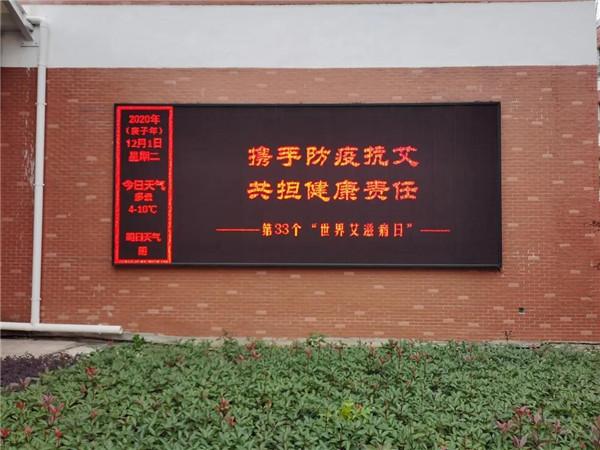 2020年
(庚子年)
12月1日
星期二
今日天气
多云
4-10℃
明日天气
阴
携手防疫抗艾
共担健康责任
——第33个“世界艾滋病日”——